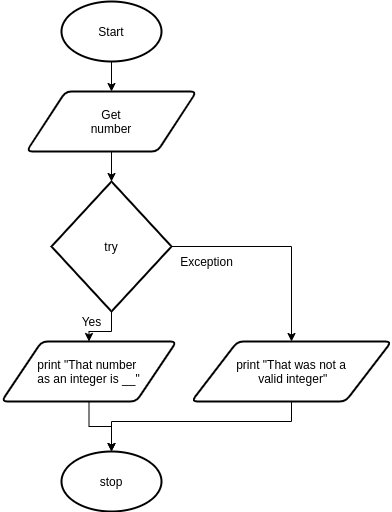 Start
Get
number
try
Exception
Yes
print "That number
as an integer is __"
print "That was not a
valid integer"
stop